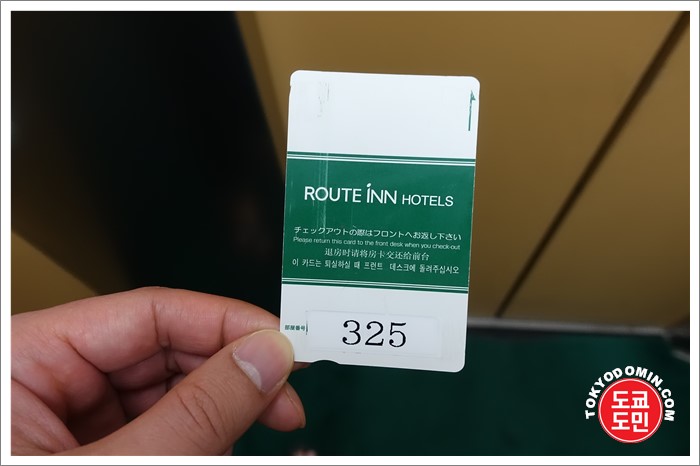 ROUTE INN HOTELS
チェックアウトの際はフロントへお返し下さい
Please return this card to the front desk when you check-out
退房时请将房卡交还给前台
이 카드는 퇴실하실 때 프런트 데스크에 돌려주십시오
部屋番号
325
TOKYODOMIN.COM
도쿄
도민